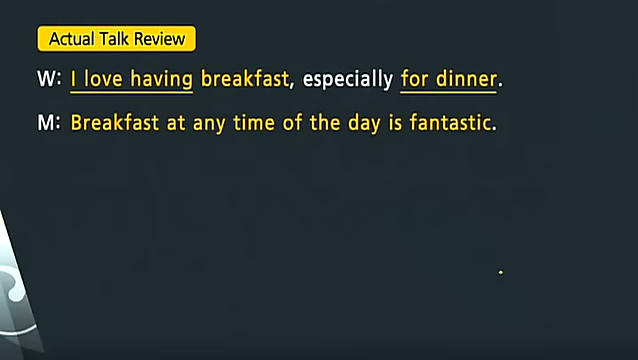 Actual Talk Review
W: I love having breakfast, especially for dinner.
M: Breakfast at any time of the day is fantastic.